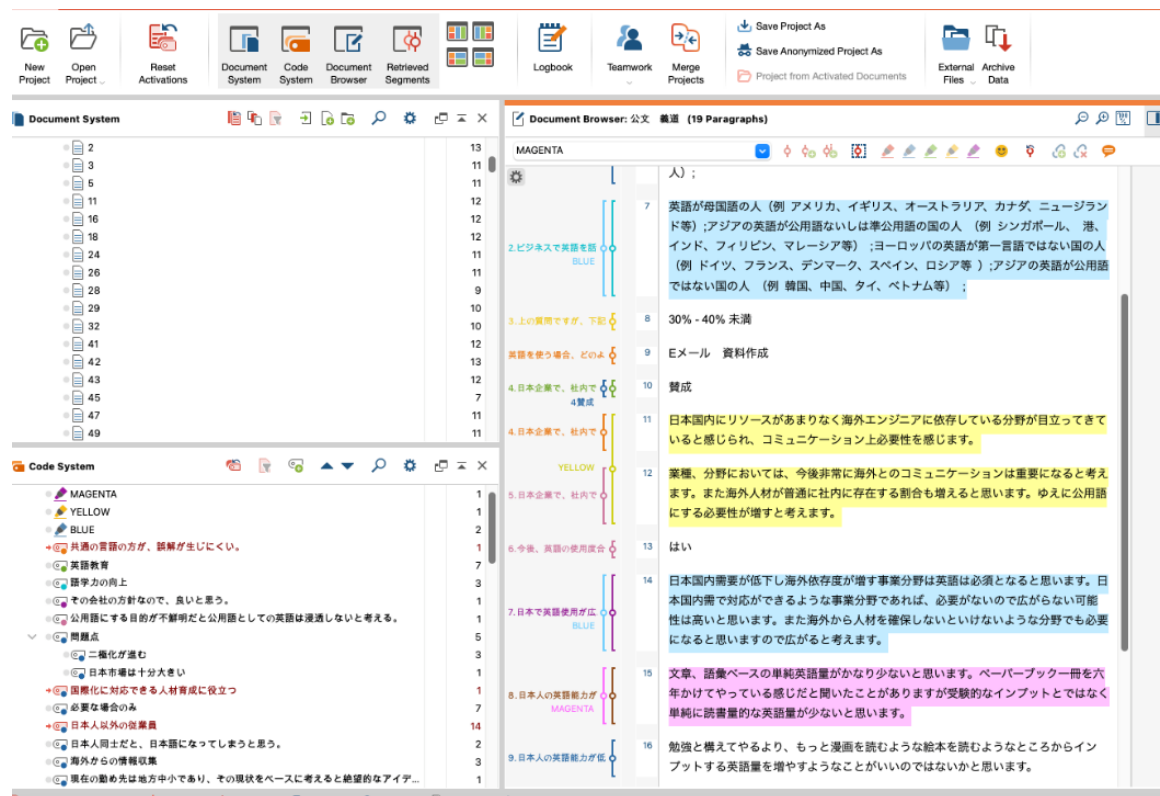 New Project
Open Project
Reset Activations
Document System
Code System
Document Browser
Retrieved Segments
Logbook
Teamwork
Merge Projects
Save Project As
Save Anonymized Project As
Project from Activated Documents
External Files
Archive Data
Document System
2 13
3 11
5 11
11 12
16 12
18 12
24 11
26 11
28 9
29 10
32 10
41 12
42 13
43 12
45 7
47 11
49 11
Code System
MAGENTA 1
YELLOW 1
BLUE 2
共通の言語の方が、誤解が生じにくい。 1
英語教育 7
語学力の向上 3
その会社の方針なので、良いと思う。 1
公用語にする目的が不鮮明だと公用語としての英語は浸透しないと考える。 1
問題点 5
二極化が進む 3
日本市場は十分大きい 1
国際化に対応できる人材育成に役立つ 1
必要な場合のみ 7
日本人以外の従業員 14
日本人同士だと、日本語になってしまうと思う。 2
海外からの情報収集 3
現在の勤め先は地方中小であり、その現状をベースに考えると絶望的なアイデ... 1
Document Browser: 公文 義道 (19 Paragraphs)
MAGENTA
人）;
2.ビジネスで英語を話
BLUE
7 英語が母国語の人（例 アメリカ、イギリス、オーストラリア、カナダ、ニュージラン
ド等）;アジアの英語が公用語ないしは準公用語の国の人 （例 シンガポール、 港、
インド、フィリピン、マレーシア等） ;ヨーロッパの英語が第一言語ではない国の人
（例 ドイツ、フランス、デンマーク、スペイン、ロシア等 ）;アジアの英語が公用語
ではない国の人 （例 韓国、中国、タイ、ベトナム等） ;
3.上の質問ですが、下記
8 30% - 40% 未満
英語を使う場合、どのよ
9 Eメール 資料作成
4.日本企業で、社内で
4賛成
10 賛成
4.日本企業で、社内で
11 日本国内にリソースがあまりなく海外エンジニアに依存している分野が目立ってきて
いると感じられ、コミュニケーション上必要性を感じます。
YELLOW
5.日本企業で、社内で
12 業種、分野においては、今後非常に海外とのコミュニケーションは重要になると考え
ます。また海外人材が普通に社内に存在する割合も増えると思います。ゆえに公用語
にする必要性が増すと考えます。
6.今後、英語の使用度合
13 はい
7.日本で英語使用が広
BLUE
14 日本国内需要が低下し海外依存度が増す事業分野は英語は必須となると思います。日
本国内需で対応ができるような事業分野であれば、必要がないので広がらない可能
性は高いと思います。また海外から人材を確保しないといけないような分野でも必要
になると思いますので広がると考えます。
8.日本人の英語能力が
MAGENTA
15 文章、語彙ベースの単純英語量がかなり少ないと思います。ペーパーブック一冊を六
年かけてやっている感じだと聞いたことがありますが受験的なインプットとではなく
単純に読書量的な英語量が少ないと思います。
9.日本人の英語能力が低
16 勉強と構えてやるより、もっと漫画を読むような絵本を読むようなところからイン
プットする英語量を増やすようなことがいいのではないかと思います。